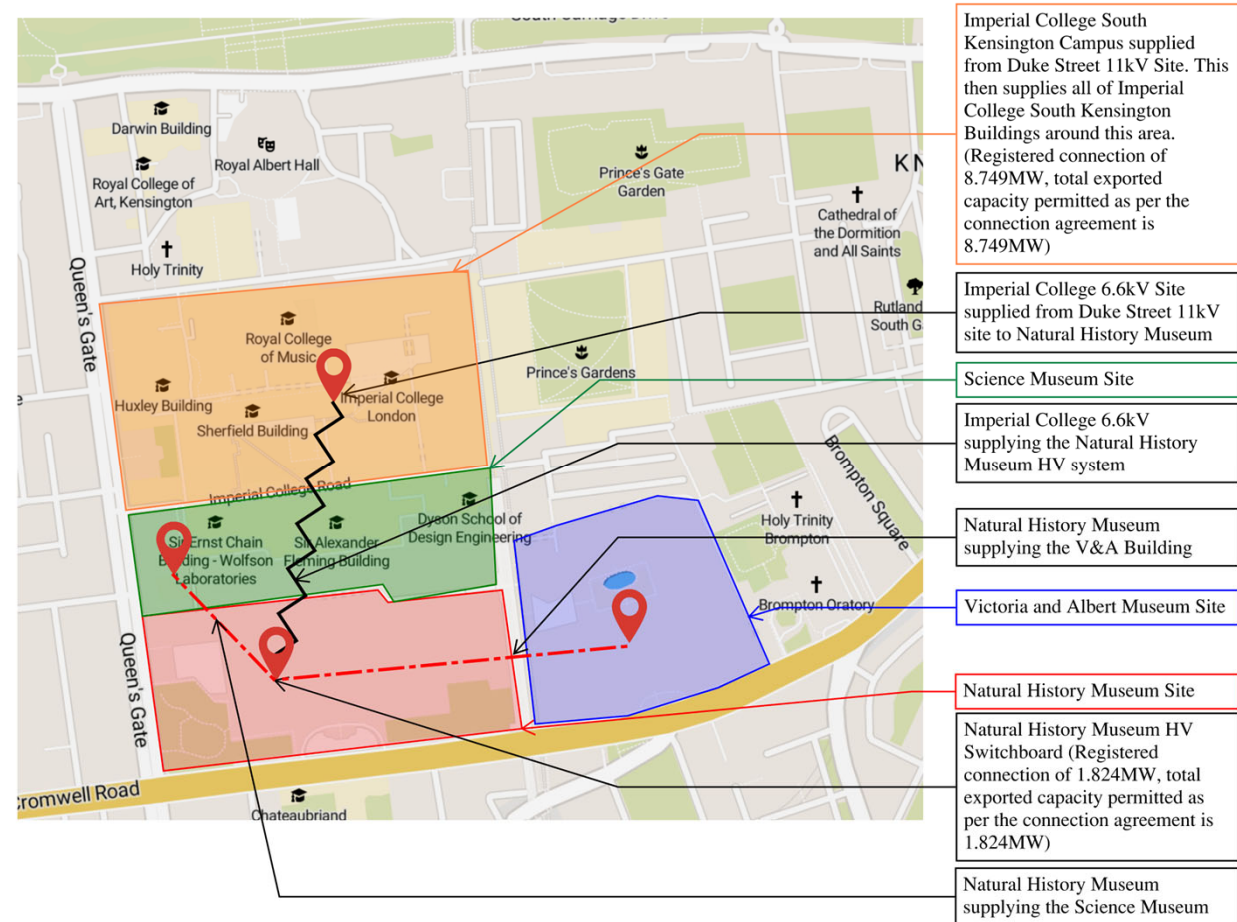 South Carriage Drive
Darwin Building
Royal Albert Hall
Royal College of
Art, Kensington
Holy Trinity
Queen's Gate
Prince's Gate
Garden
KN
Cathedral of
the Dormition
and All Saints
Rutland
South G
Royal College
of Music
Prince's Gardens
Huxley Building
Imperial College
London
Sherfield Building
Imperial College Road
Brompton Square
Sir Ernst Chain
Building - Wolfson
Laboratories
Sir Alexander
Fleming Building
Dyson School of
Design Engineering
Holy Trinity
Brompton
Brompton Oratory
Queen's Gate
Cromwell Road
Chateaubriand
Imperial College South
Kensington Campus supplied
from Duke Street 11kV Site. This
then supplies all of Imperial
College South Kensington
Buildings around this area.
(Registered connection of
8.749MW, total exported
capacity permitted as per the
connection agreement is
8.749MW)
Imperial College 6.6kV Site
supplied from Duke Street 11kV
site to Natural History Museum
Science Museum Site
Imperial College 6.6kV
supplying the Natural History
Museum HV system
Natural History Museum
supplying the V&A Building
Victoria and Albert Museum Site
Natural History Museum Site
Natural History Museum HV
Switchboard (Registered
connection of 1.824MW, total
exported capacity permitted as
per the connection agreement is
1.824MW)
Natural History Museum
supplying the Science Museum